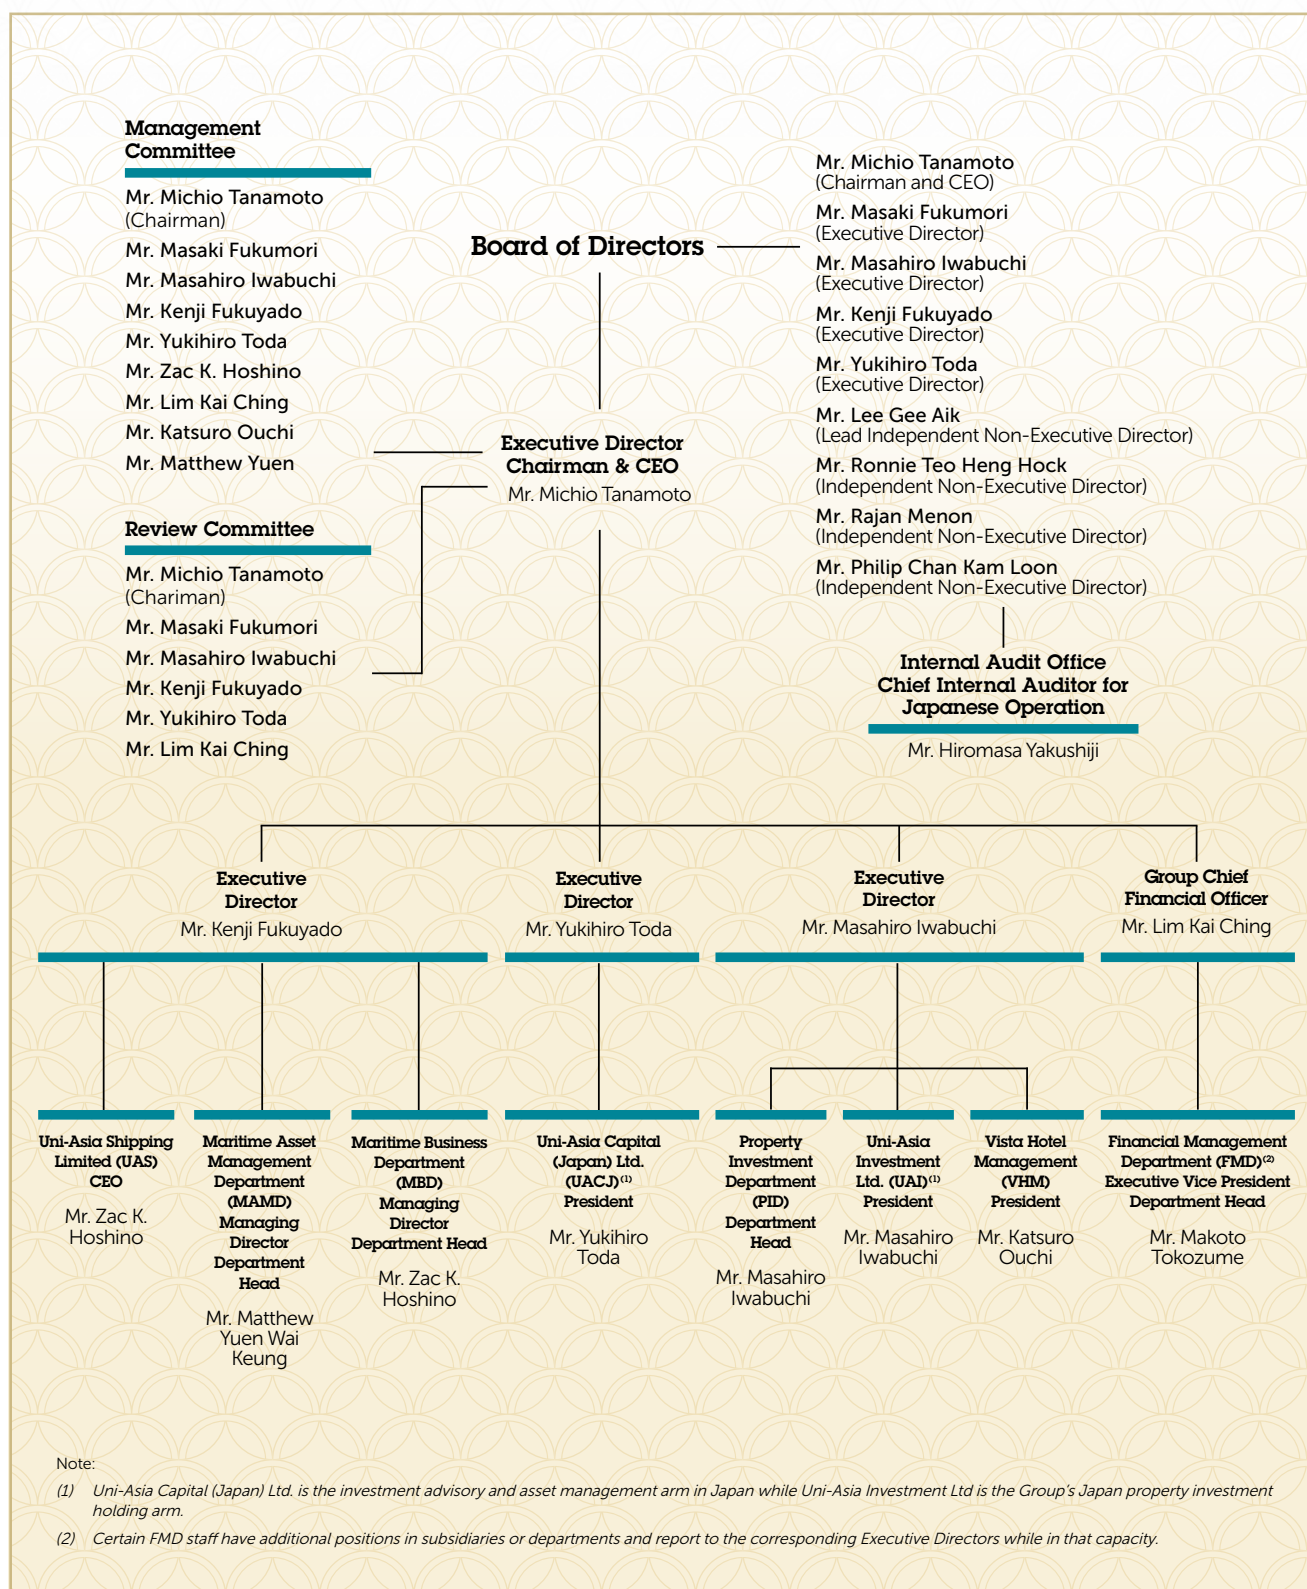 Management
Committee
Mr. Michio Tanamoto
(Chairman)
Mr. Masaki Fukumori
Mr. Masahiro Iwabuchi
Mr. Kenji Fukuyado
Mr. Yukihiro Toda
Mr. Zac K. Hoshino
Mr. Lim Kai Ching
Mr. Katsuro Ouchi
Mr. Matthew Yuen
Review Committee
Mr. Michio Tanamoto
(Chariman)
Mr. Masaki Fukumori
Mr. Masahiro Iwabuchi
Mr. Kenji Fukuyado
Mr. Yukihiro Toda
Mr. Lim Kai Ching
Board of Directors
Executive Director
Chairman & CEO
Mr. Michio Tanamoto
Mr. Michio Tanamoto
(Chairman and CEO)
Mr. Masaki Fukumori
(Executive Director)
Mr. Masahiro Iwabuchi
(Executive Director)
Mr. Kenji Fukuyado
(Executive Director)
Mr. Yukihiro Toda
(Executive Director)
Mr. Lee Gee Aik
(Lead Independent Non-Executive Director)
Mr. Ronnie Teo Heng Hock
(Independent Non-Executive Director)
Mr. Rajan Menon
(Independent Non-Executive Director)
Mr. Philip Chan Kam Loon
(Independent Non-Executive Director)
Internal Audit Office
Chief Internal Auditor for
Japanese Operation
Mr. Hiromasa Yakushiji
Executive
Director
Mr. Kenji Fukuyado
Executive
Director
Mr. Yukihiro Toda
Executive
Director
Mr. Masahiro Iwabuchi
Group Chief
Financial Officer
Mr. Lim Kai Ching
Uni-Asia Shipping
Limited (UAS)
CEO
Mr. Zac K.
Hoshino
Maritime Asset
Management
Department
(MAMD)
Managing
Director
Department
Head
Mr. Matthew
Yuen Wai
Keung
Maritime Business
Department
(MBD)
Managing
Director
Department Head
Mr. Zac K.
Hoshino
Uni-Asia Capital
(Japan) Ltd.
(UACJ)(1)
President
Mr. Yukihiro
Toda
Property
Investment
Department
(PID)
Department
Head
Mr. Masahiro
Iwabuchi
Uni-Asia
Investment
Ltd. (UAI)(1)
President
Mr. Masahiro
Iwabuchi
Vista Hotel
Management
(VHM)
President
Mr. Katsuro
Ouchi
Financial Management
Department (FMD)(2)
Executive Vice President
Department Head
Mr. Makoto
Tokozume
Note:
(1) Uni-Asia Capital (Japan) Ltd. is the investment advisory and asset management arm in Japan while Uni-Asia Investment Ltd is the Group's Japan property investment
holding arm.
(2) Certain FMD staff have additional positions in subsidiaries or departments and report to the corresponding Executive Directors while in that capacity.